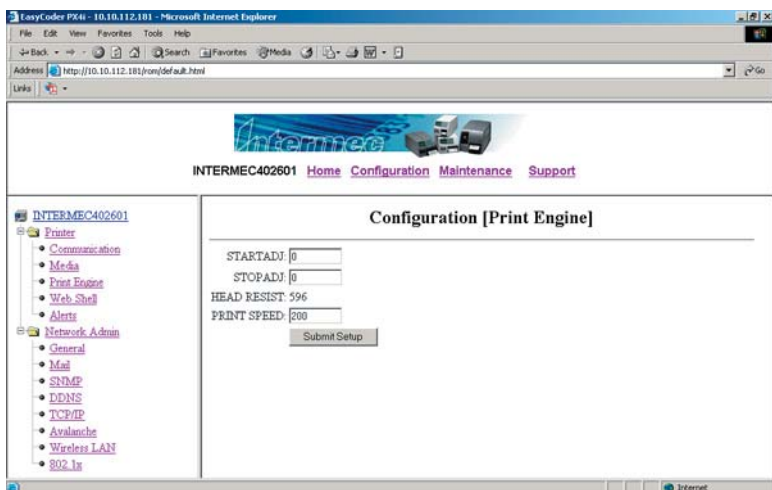 EasyCoder PX4i - 10.10.112.181 - Microsoft Internet Explorer
File Edit View Favorites Tools Help
Back Search Favorites Media
Address http://10.10.112.181/rom/default.html Go
Links
Intermec
INTERMEC402601 Home Configuration Maintenance Support
INTERMEC402601
Printer
Communication
Media
Print Engine
Web Shell
Alerts
Network Admin
General
Mail
SNMP
DDNS
TCP/IP
Avalanche
Wireless LAN
802.1x
Configuration [Print Engine]
STARTADJ: 0
STOPADJ: 0
HEAD RESIST: 596
PRINT SPEED: 200
Submit Setup
Internet